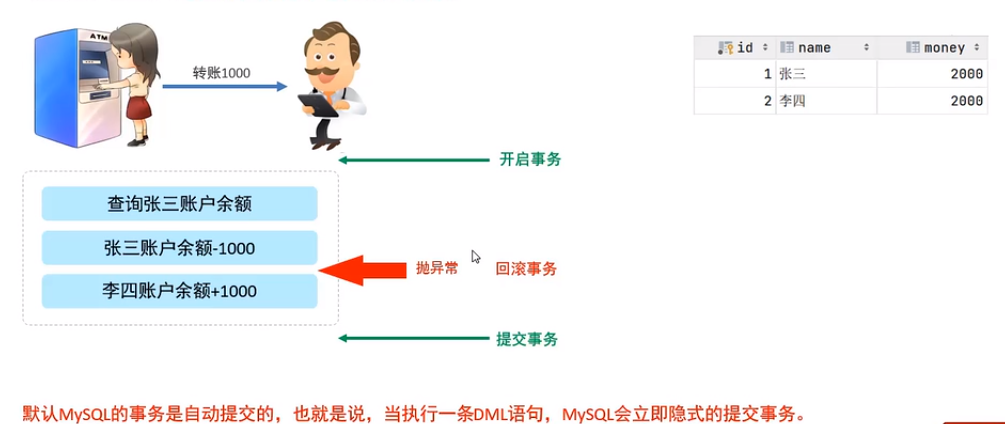 ATM
转账1000
id name money
1 张三 2000
2 李四 2000
开启事务
查询张三账户余额
张三账户余额-1000
抛异常 回滚事务
李四账户余额+1000
提交事务
默认MySQL的事务是自动提交的，也就是说，当执行一条DML语句，MySQL会立即隐式的提交事务。